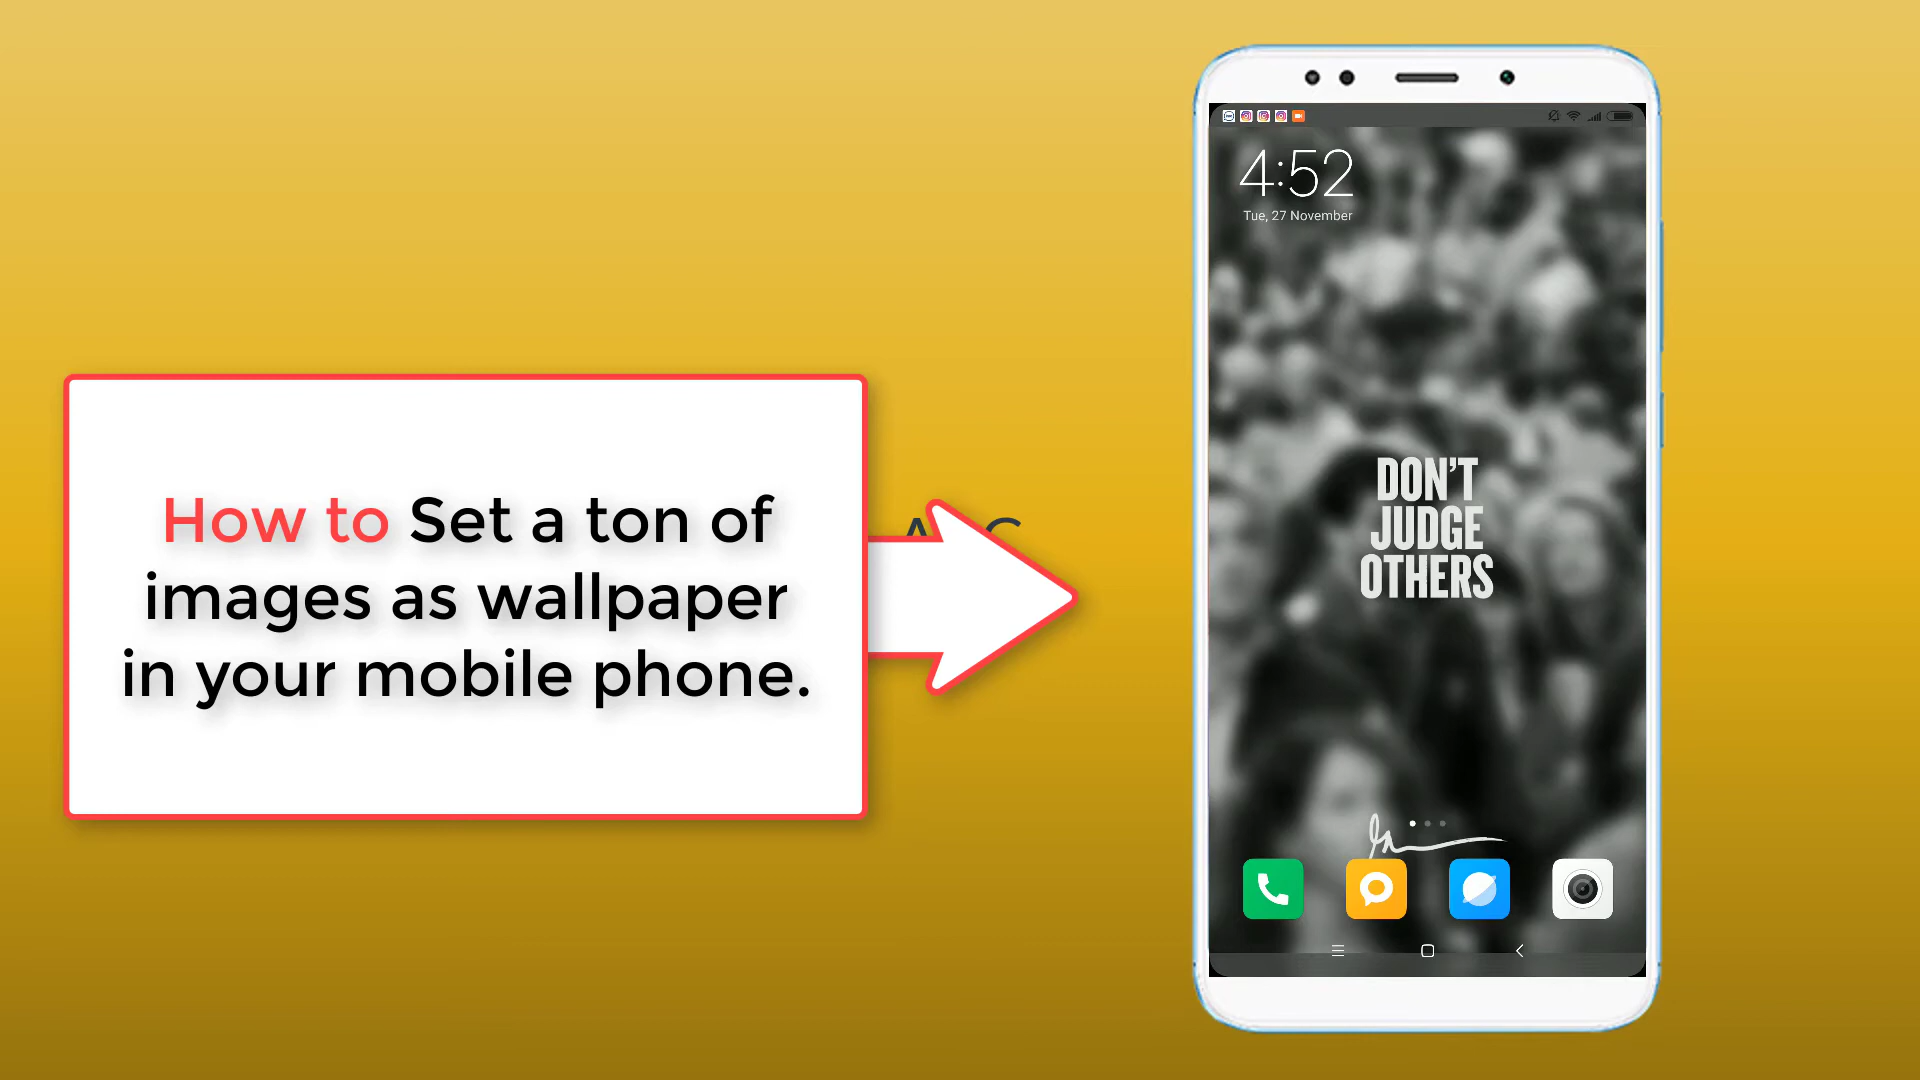 How to Set a ton of
images as wallpaper
in your mobile phone.
4:52
Tue, 27 November
DON'T
JUDGE
OTHERS